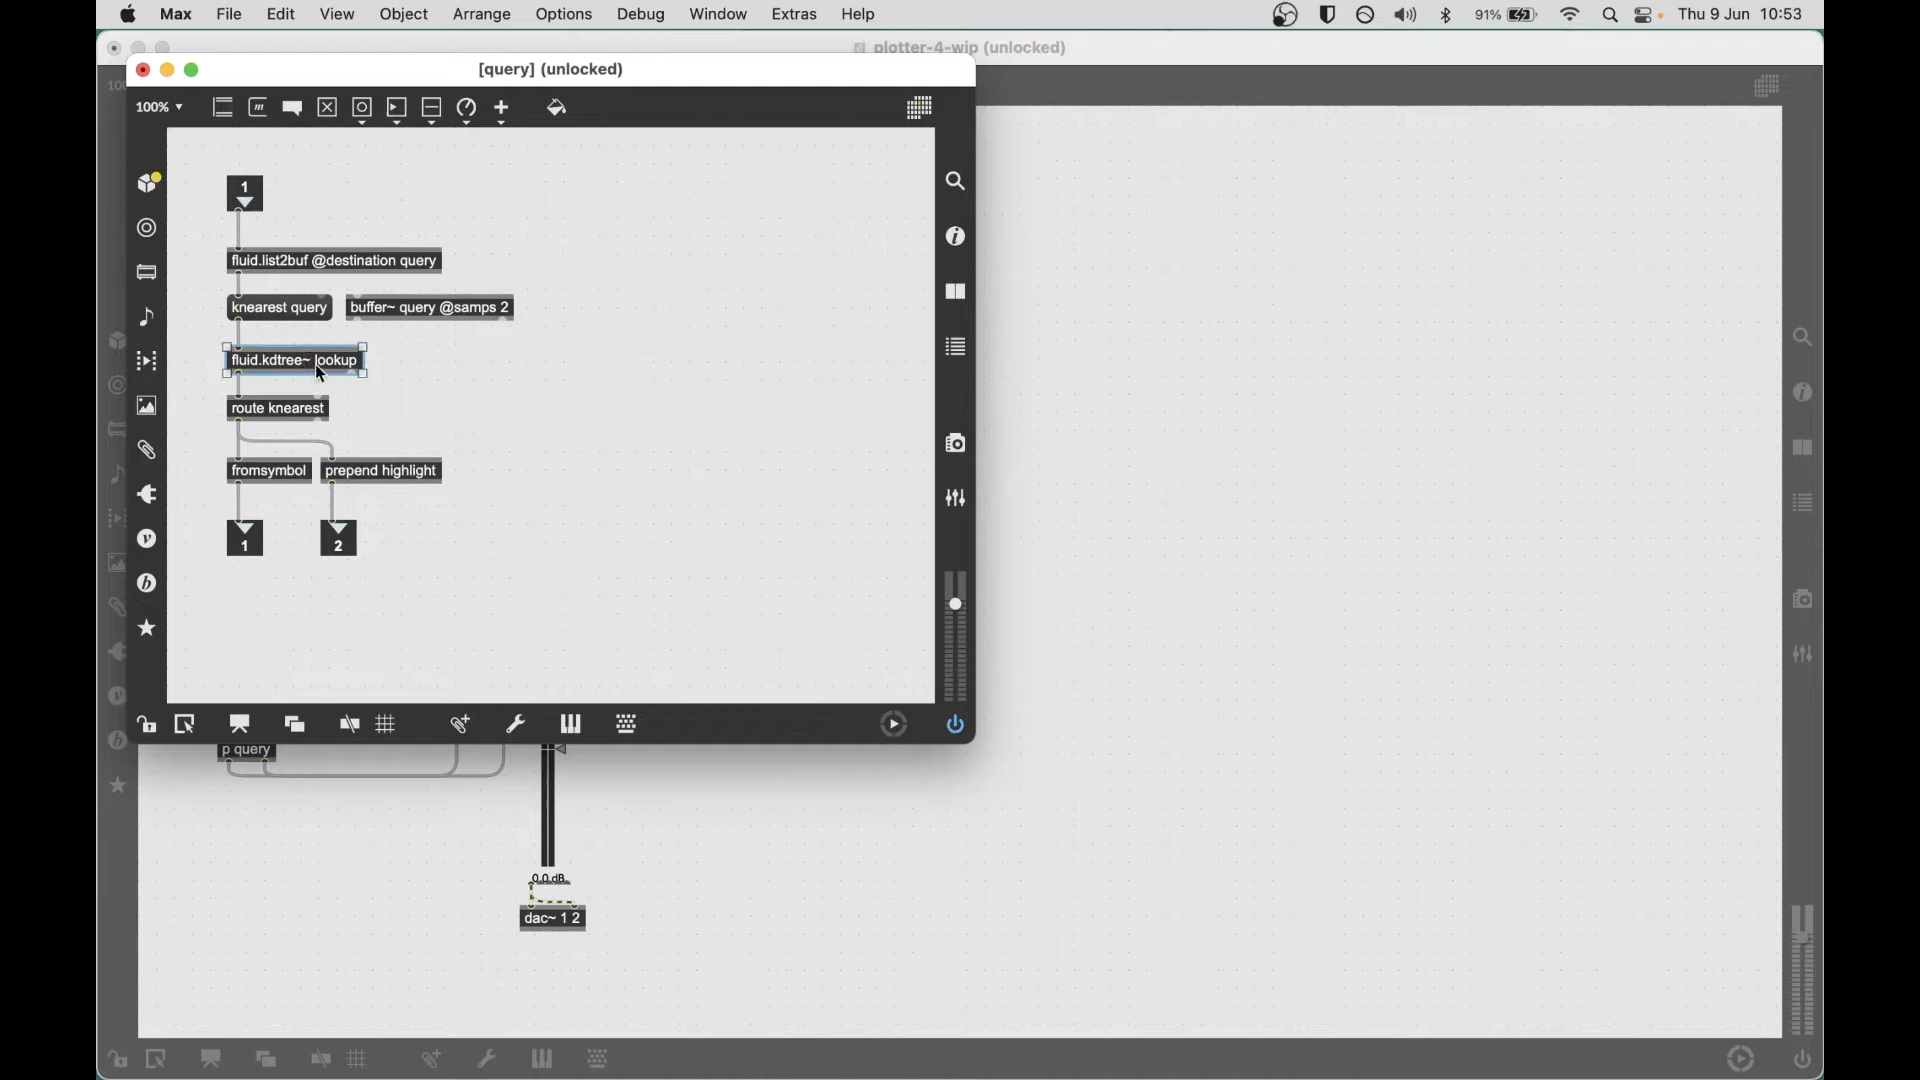 Max File Edit View Object Arrange Options Debug Window Extras Help 91% Thu 9 Jun 10:53
plotter-4-wip (unlocked)
[query] (unlocked)
100%
1
fluid.list2buf @destination query
knearest query buffer~ query @samps 2
fluid.kdtree~ lookup
route knearest
fromsymbol prepend highlight
1 2
p query
0.0 dB
dac~ 1 2